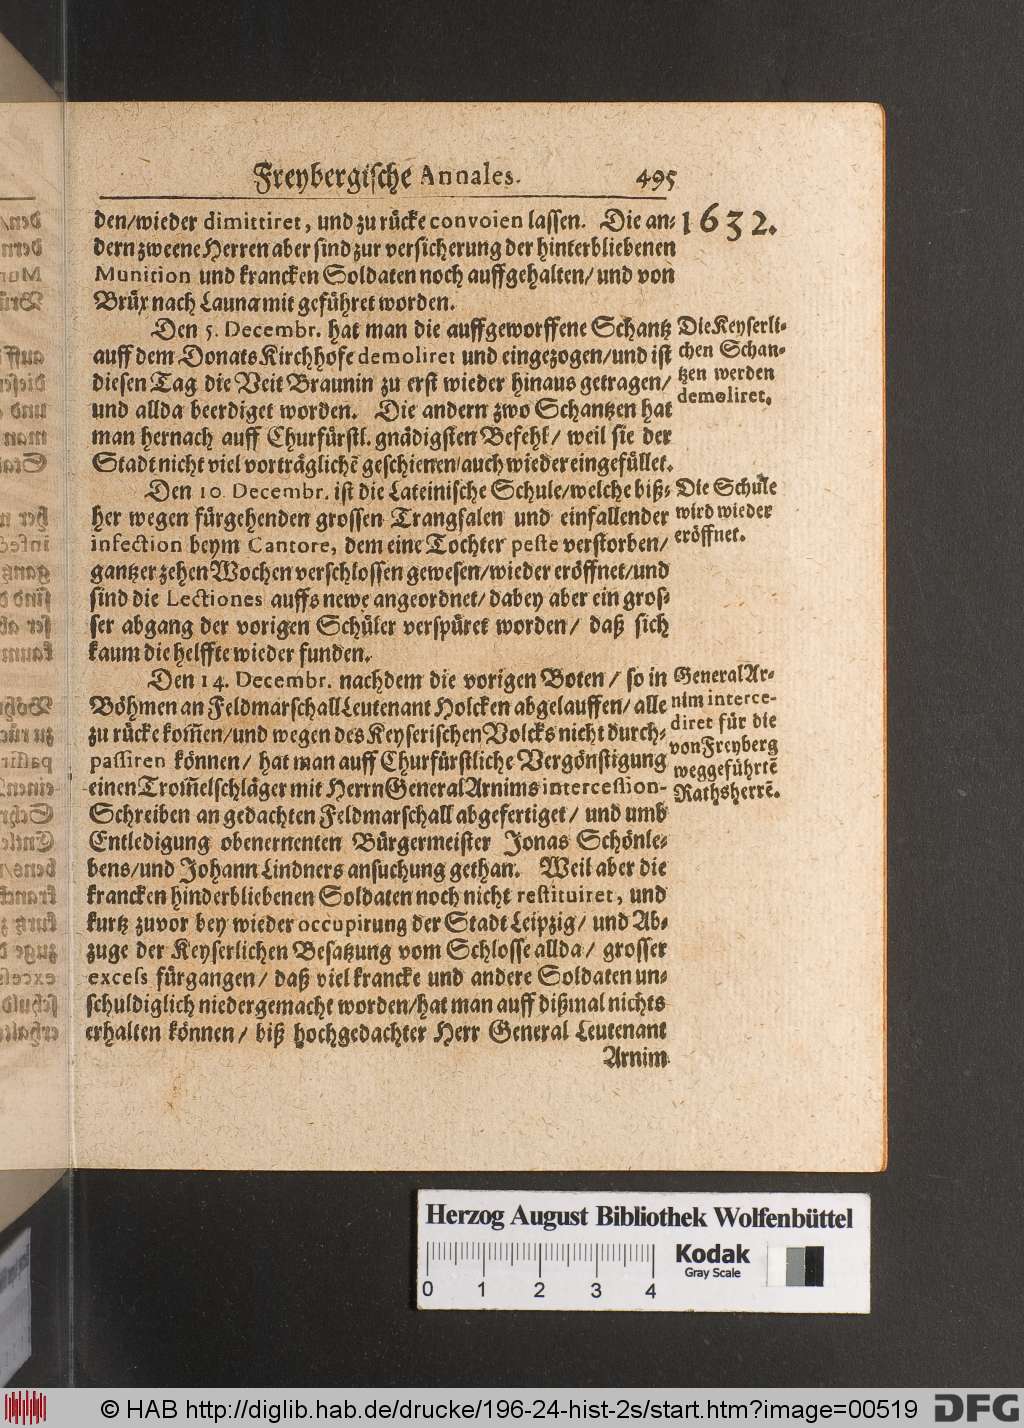 Freybergische Annales. 495
1632.
den/wieder dimittiret, und zu rücke convoien lassen. Die an-
dern zweene Herren aber sind zur versicherung der hinterbliebenen
Munition und krancken Soldaten noch auffgehalten/ und von
Brüx nach Launa mit geführet worden.
Den 5. Decembr. hat man die auffgeworffene Schantz
auff dem Donats Kirchhofe demoliret und eingezogen/und ist
diesen Tag die Veit Braunin zu erst wieder hinaus getragen/
und allda beerdiget worden. Die andern zwo Schantzen hat
man hernach auff Churfürstl. gnädigsten Befehl/ weil sie der
Stadt nicht viel vorträglichē geschienen/auch wieder eingefüllet.
Die Keyserli-
chen Schan-
tzen werden
demoliret.
Den 10. Decembr. ist die Lateinische Schule/welche biß-
her wegen fürgehenden grossen Trangsalen und einfallender
infection beym Cantore, dem eine Tochter peste verstorben/
gantzer zehen Wochen verschlossen gewesen/wieder eröffnet/und
sind die Lectiones auffs newe angeordnet/ dabey aber ein gros-
ser abgang der vorigen Schüler verspüret worden/ daß sich
kaum die helffte wieder funden.
Die Schule
wird wieder
eröffnet.
Den 14. Decembr. nachdem die vorigen Boten/ so in
Böhmen an Feldmarschall Leutenant Holcken abgelauffen/ alle
zu rücke kom̄en/und wegen des Keyserischen Volcks nicht durch-
passiren können/ hat man auff Churfürstliche Vergönstigung
einen Trom̄elschläger mit Herrn General Arnims intercession-
Schreiben an gedachten Feldmarschall abgefertiget/ und umb
Entledigung obenernenten Bürgermeister Jonas Schönle-
bens/und Johann Lindners ansuchung gethan. Weil aber die
krancken hinderbliebenen Soldaten noch nicht restituiret, und
kurtz zuvor bey wieder occupirung der Stadt Leipzig/ und Ab-
zuge der Keyserlichen Besatzung vom Schlosse allda/ grosser
excess fürgangen/ daß viel krancke und andere Soldaten un-
schuldiglich niedergemacht worden/hat man auff dißmal nichts
erhalten können/ biß hochgedachter Herr General Leutenant
Arnim
General Ar-
nim interce-
diret für die
von Freyberg
weggeführtē
Rathsherrē.
Herzog August Bibliothek Wolfenbüttel
Kodak
Gray Scale
0 1 2 3 4
© HAB http://diglib.hab.de/drucke/196-24-hist-2s/start.htm?image=00519
DFG